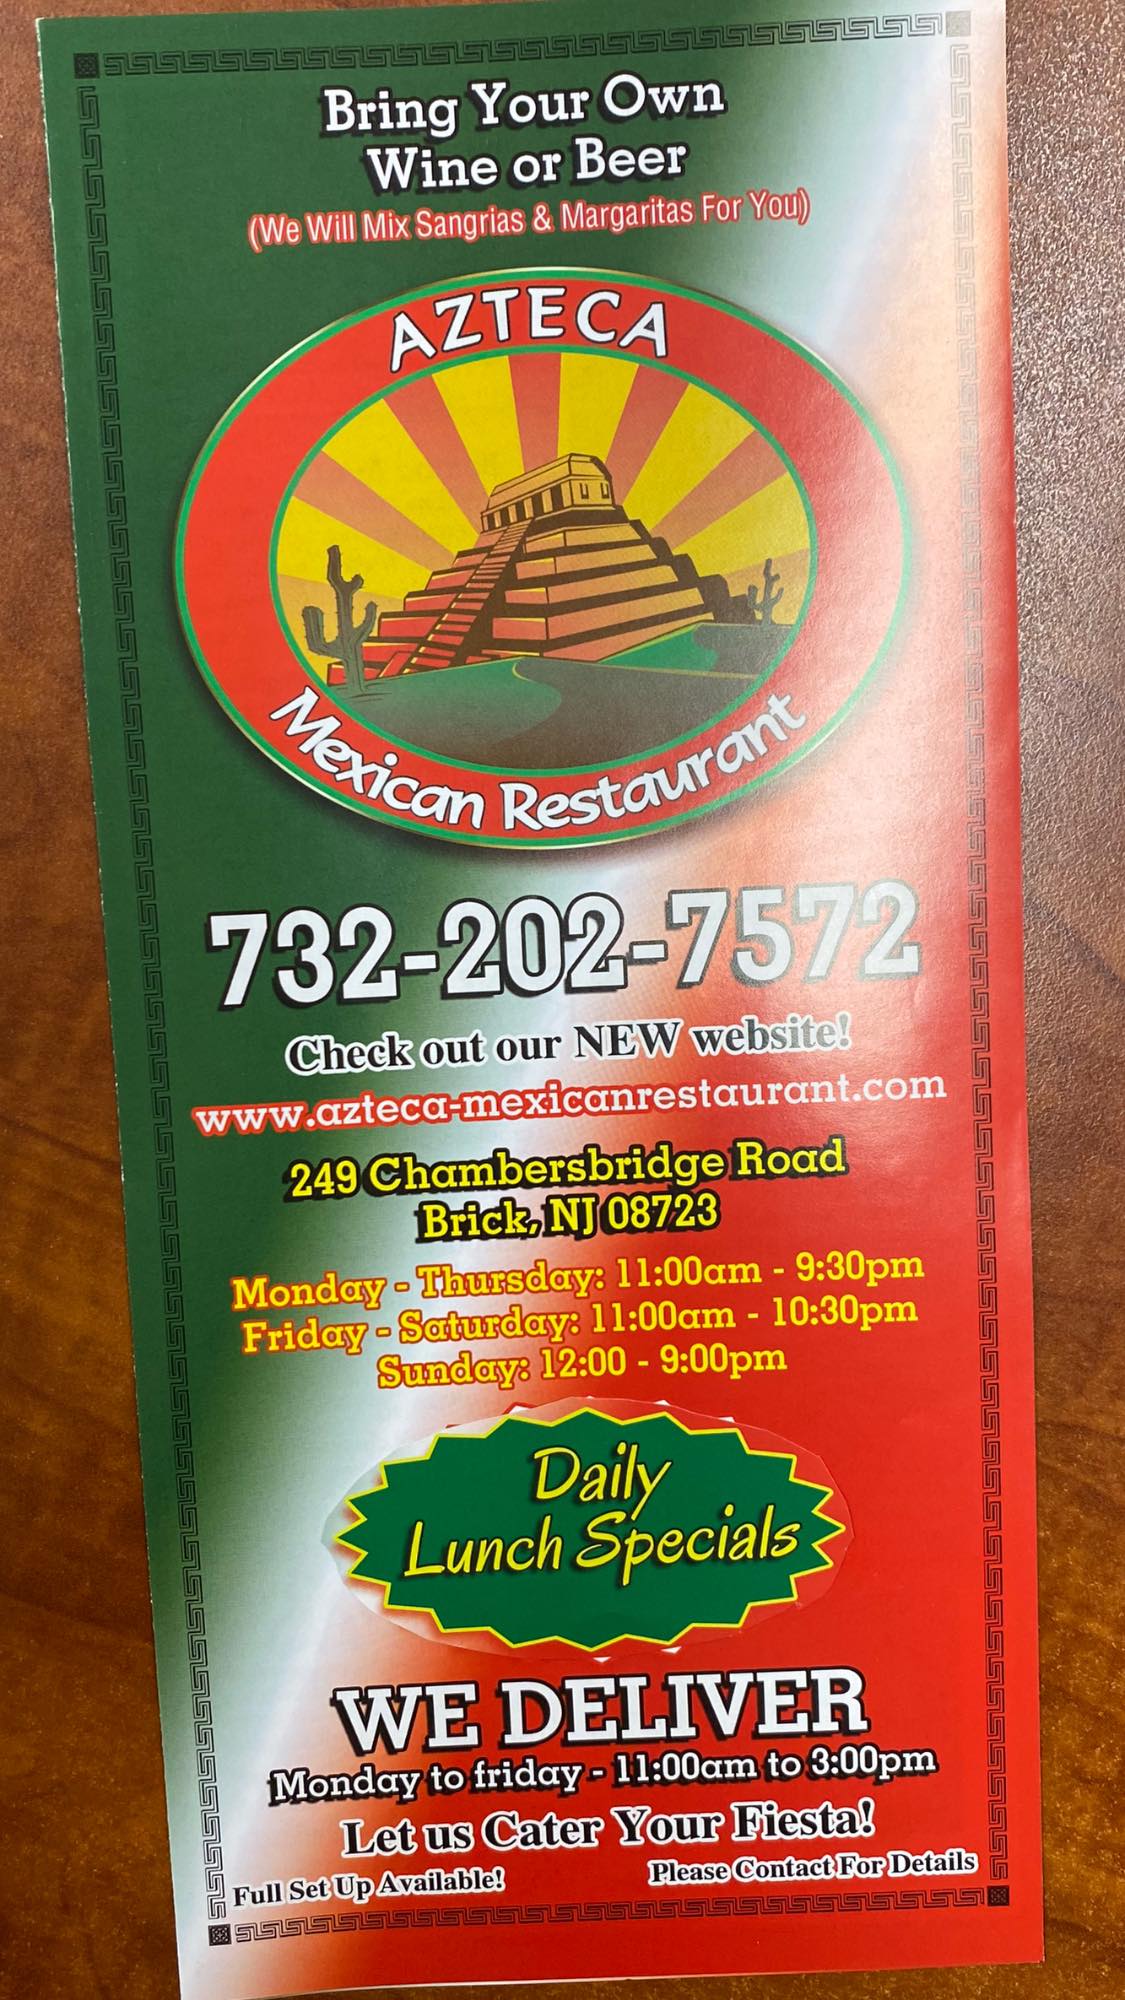 Bring Your Own
Wine or Beer
(We Will Mix Sangrias & Margaritas For You)
AZTECA
Mexican Restaurant
732-202-7572
Check out our NEW website!
www.azteca-mexicanrestaurant.com
249 Chambersbridge Road
Brick, NJ 08723
Monday - Thursday: 11:00am - 9:30pm
Friday - Saturday: 11:00am - 10:30pm
Sunday: 12:00 - 9:00pm
Daily
Lunch Specials
WE DELIVER
Monday to friday - 11:00am to 3:00pm
Let us Cater Your Fiesta!
Full Set Up Available!
Please Contact For Details